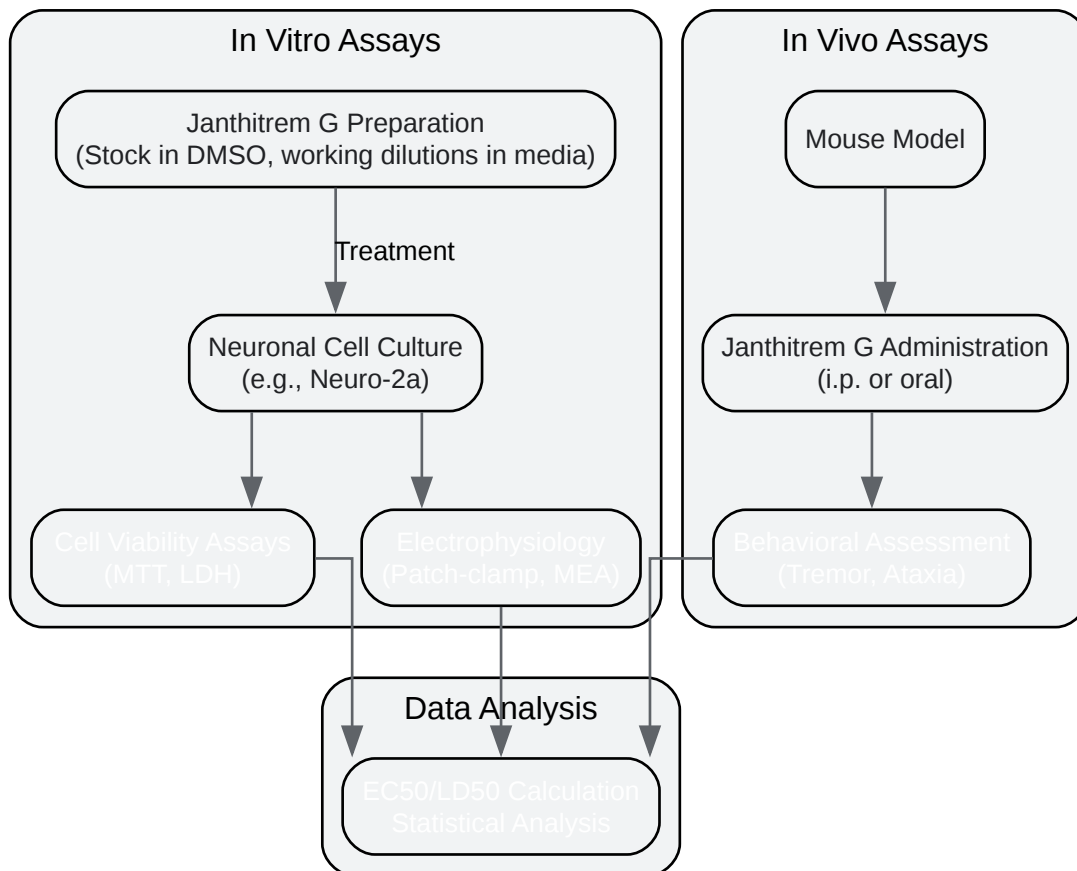 In Vitro Assays
Janthitrem G Preparation
(Stock in DMSO, working dilutions in media)
Treatment
Neuronal Cell Culture
(e.g., Neuro-2a)
Cell Viability Assays
(MTT, LDH)
Electrophysiology
(Patch-clamp, MEA)
In Vivo Assays
Mouse Model
Janthitrem G Administration
(i.p. or oral)
Behavioral Assessment
(Tremor, Ataxia)
Data Analysis
EC50/LD50 Calculation
Statistical Analysis